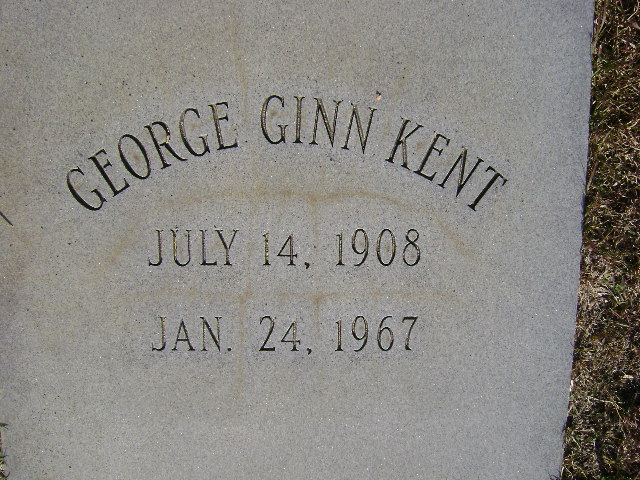 GEORGE GINN KENT
JULY 14, 1908
JAN. 24, 1967